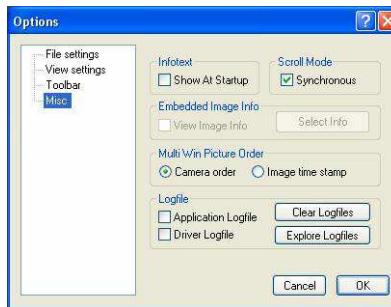 Options
File settings
View settings
Toolbar
Misc
Infotext
Show At Startup
Scroll Mode
Synchronous
Embedded Image Info
View Image Info
Select Info
Multi Win Picture Order
Camera order
Image time stamp
Logfile
Application Logfile
Clear Logfiles
Driver Logfile
Explore Logfiles
Cancel
OK